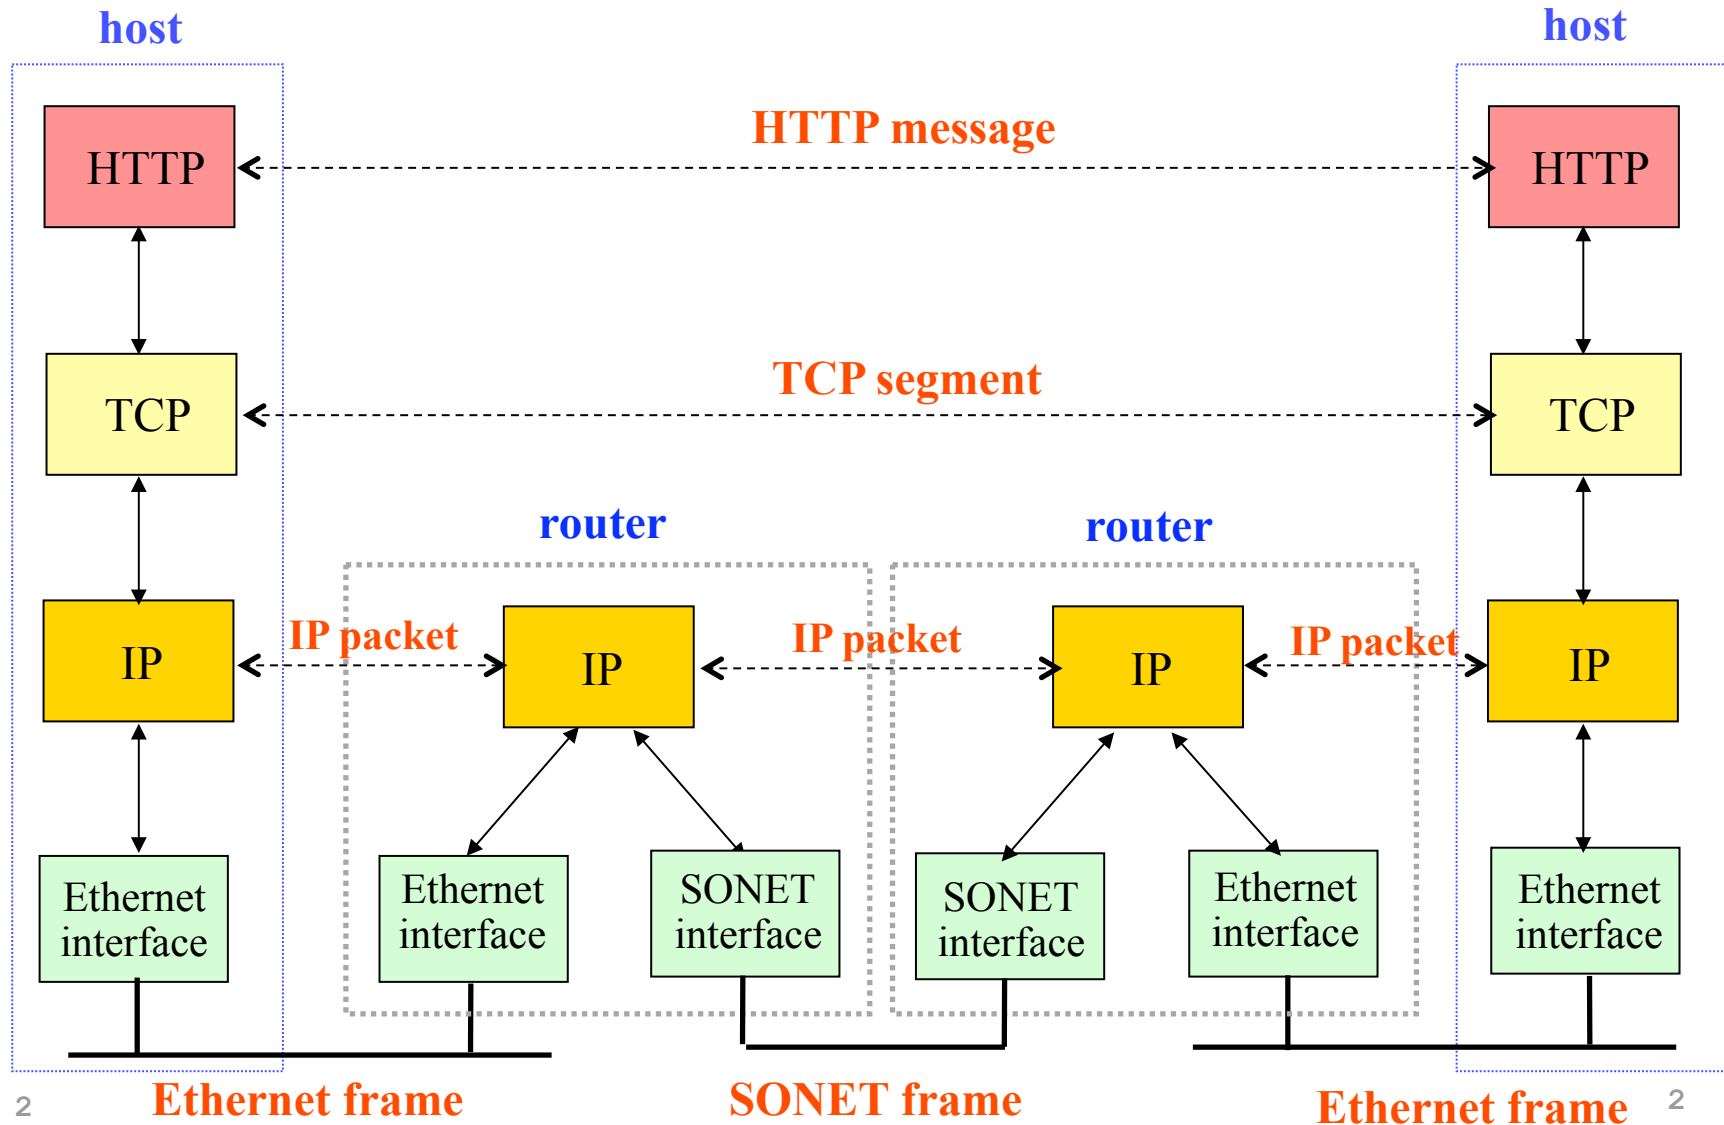 host
host
HTTP
HTTP message
HTTP
TCP
TCP segment
TCP
router
router
IP
IP packet
IP
IP packet
IP
IP packet
IP
Ethernet
interface
Ethernet
interface
SONET
interface
SONET
interface
Ethernet
interface
Ethernet
interface
2
Ethernet frame
SONET frame
Ethernet frame
2